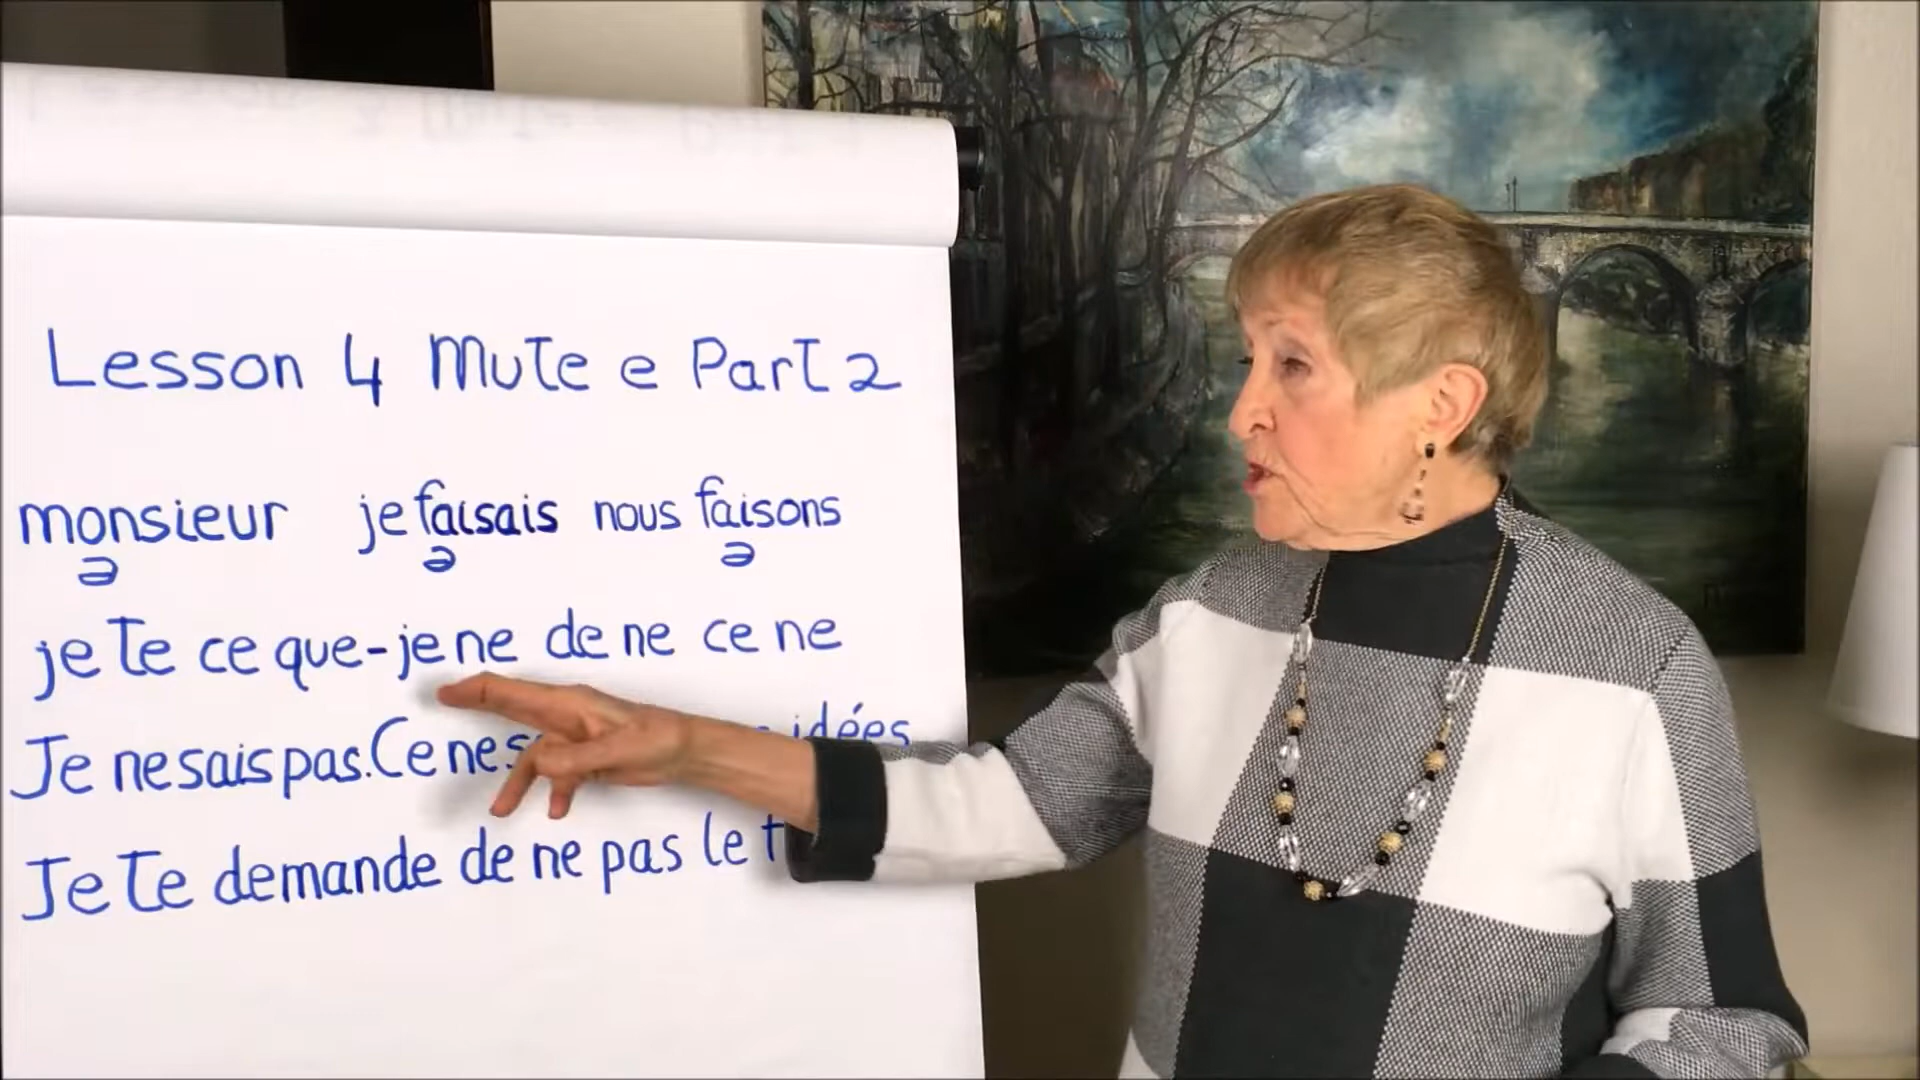 Lesson 4 Mute e Part 2
monsieur je faisais nous faisons
ə ə ə
je te ce que-je ne de ne ce ne
Je ne sais pas. Ce ne idées
Je te demande de ne pas le